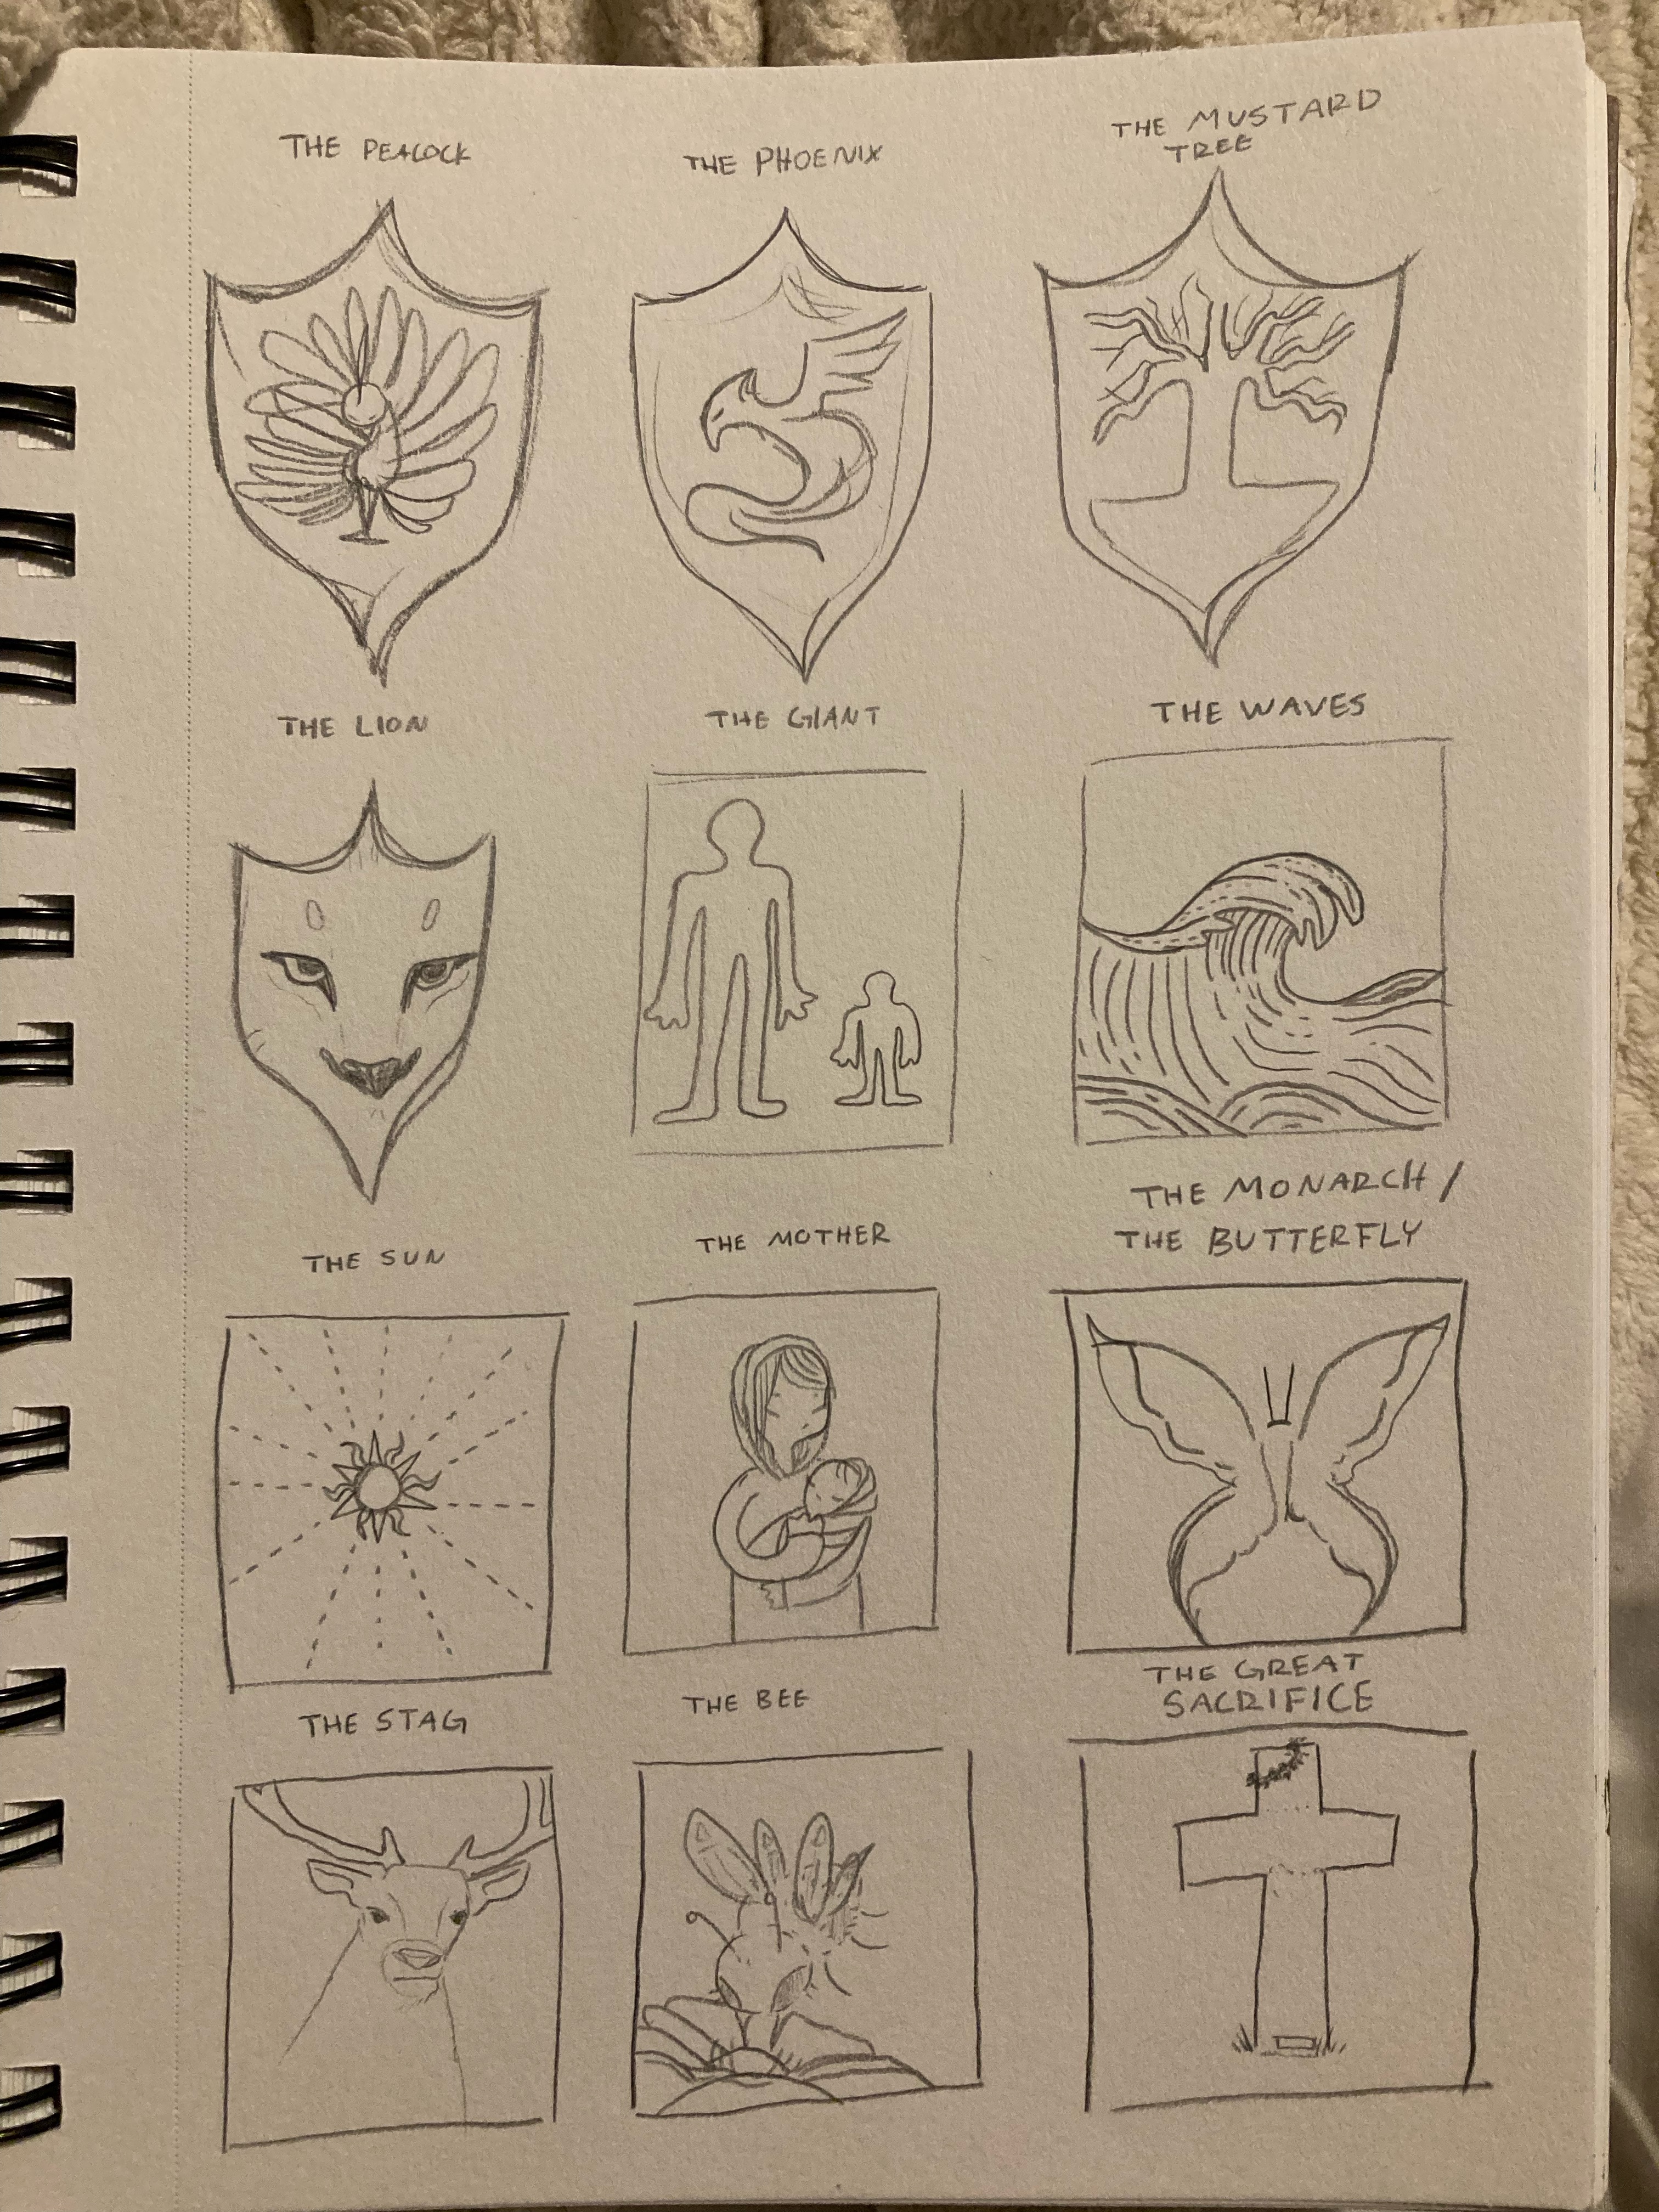 THE PEACOCK
THE PHOENIX
THE MUSTARD
TREE
THE LION
THE GIANT
THE WAVES
THE SUN
THE MOTHER
THE MONARCH /
THE BUTTERFLY
THE STAG
THE BEE
THE GREAT
SACRIFICE